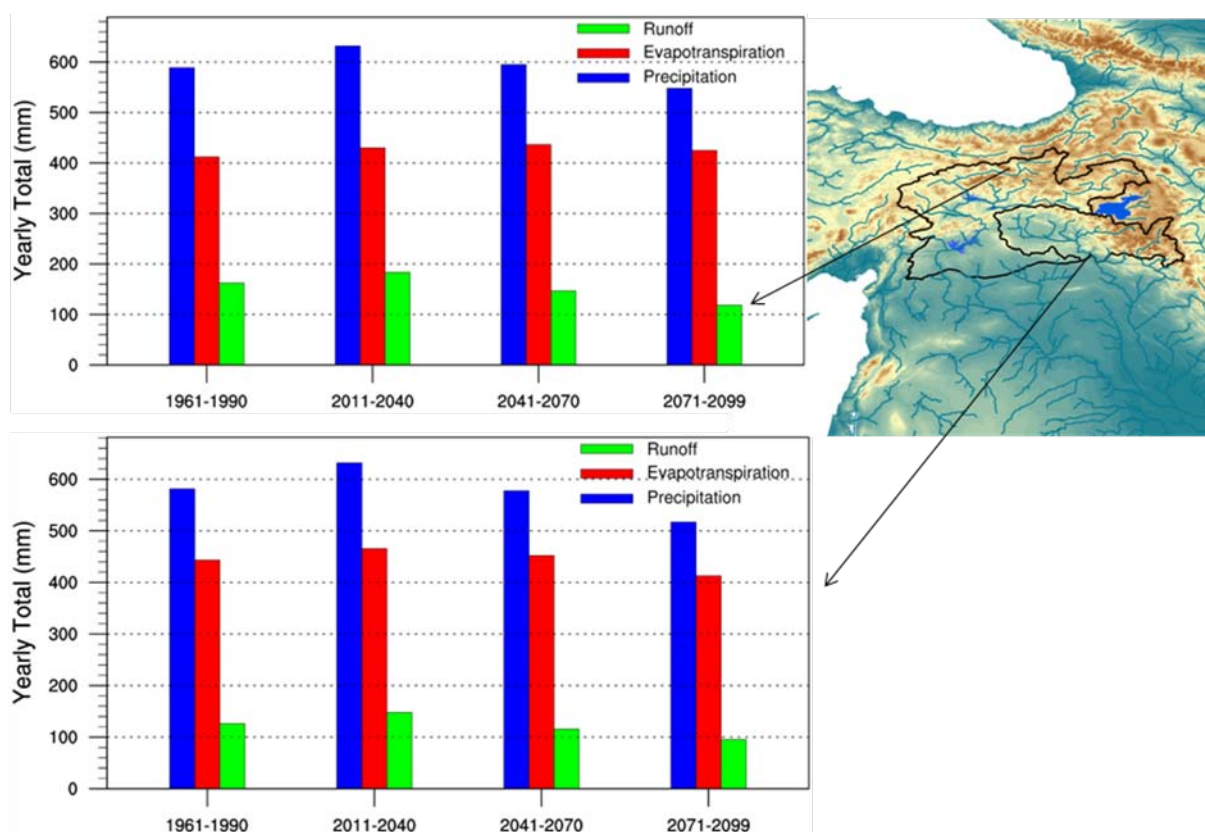 Yearly Total (mm)
600
500
400
300
200
100
0
Runoff
Evapotranspiration
Precipitation
1961-1990
2011-2040
2041-2070
2071-2099
Yearly Total (mm)
600
500
400
300
200
100
0
Runoff
Evapotranspiration
Precipitation
1961-1990
2011-2040
2041-2070
2071-2099